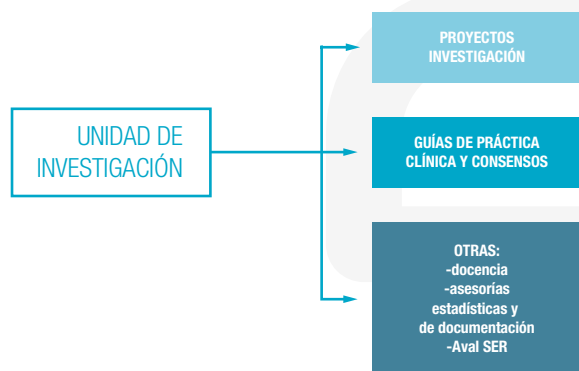 UNIDAD DE
INVESTIGACIÓN
PROYECTOS
INVESTIGACIÓN
GUÍAS DE PRÁCTICA
CLÍNICA Y CONSENSOS
OTRAS:
-docencia
-asesorías
estadísticas y
de documentación
-Aval SER